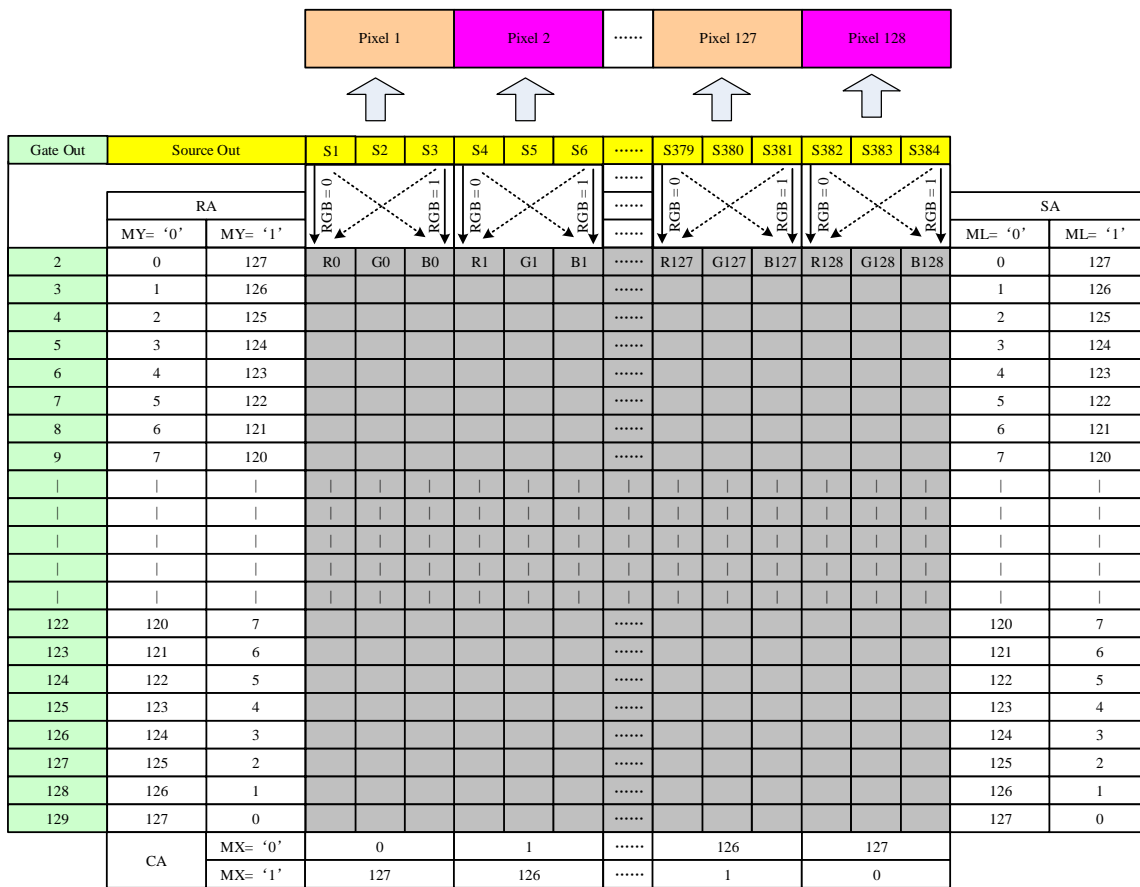 Pixel 1 Pixel 2 ...... Pixel 127 Pixel 128
Gate Out Source Out S1 S2 S3 S4 S5 S6 ...... S379 S380 S381 S382 S383 S384
RGB = 0 RGB = 1 RGB = 0 RGB = 1 ...... RGB = 0 RGB = 1 RGB = 0 RGB = 1
RA ...... SA
MY= ‘0’ MY= ‘1’ ...... ML= ‘0’ ML= ‘1’
2 0 127 R0 G0 B0 R1 G1 B1 ...... R127 G127 B127 R128 G128 B128 0 127
3 1 126 ...... 1 126
4 2 125 ...... 2 125
5 3 124 ...... 3 124
6 4 123 ...... 4 123
7 5 122 ...... 5 122
8 6 121 ...... 6 121
9 7 120 ...... 7 120
| | | | | | | | | | | | | | | | | |
| | | | | | | | | | | | | | | | | |
| | | | | | | | | | | | | | | | | |
| | | | | | | | | | | | | | | | | |
| | | | | | | | | | | | | | | | | |
122 120 7 ...... 120 7
123 121 6 ...... 121 6
124 122 5 ...... 122 5
125 123 4 ...... 123 4
126 124 3 ...... 124 3
127 125 2 ...... 125 2
128 126 1 ...... 126 1
129 127 0 ...... 127 0
CA MX= ‘0’ 0 1 ...... 126 127
MX= ‘1’ 127 126 ...... 1 0